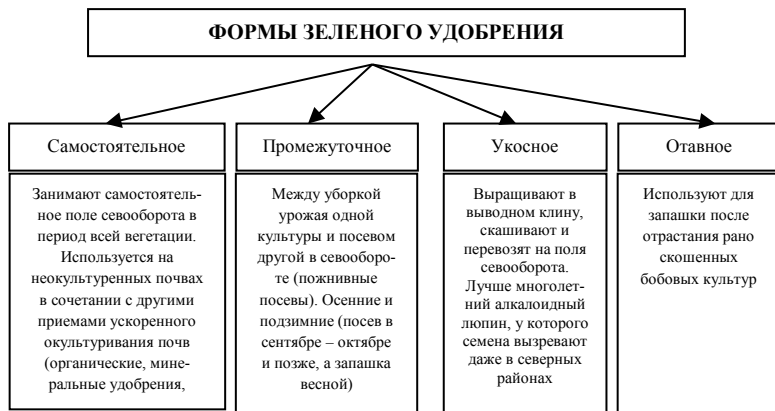 ФОРМЫ ЗЕЛЕНОГО УДОБРЕНИЯ
Самостоятельное
Занимают самостоятель-
ное поле севооборота в
период всей вегетации.
Используется на
неокультуренных почвах
в сочетании с другими
приемами ускоренного
окультуривания почв
(органические, мине-
ральные удобрения,
Промежуточное
Между уборкой
урожая одной
культуры и посевом
другой в севооборо-
те (пожнивные
посевы). Осенние и
подзимние (посев в
сентябре – октябре
и позже, а запашка
весной)
Укосное
Выращивают в
выводном клину,
скашивают и
перевозят на поля
севооборота.
Лучше многолет-
ний алкалоидный
люпин, у которого
семена вызревают
даже в северных
районах
Отавное
Используют для
запашки после
отрастания рано
скошенных
бобовых культур